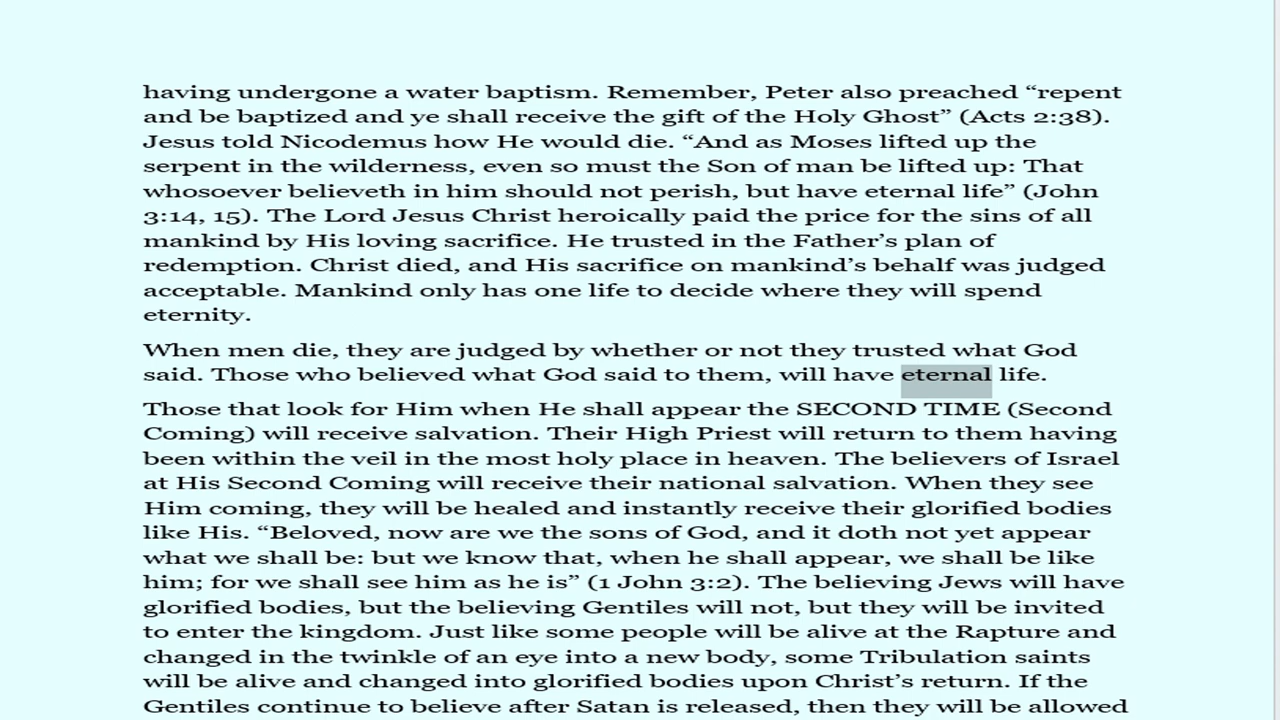 having undergone a water baptism. Remember, Peter also preached “repent
and be baptized and ye shall receive the gift of the Holy Ghost” (Acts 2:38).
Jesus told Nicodemus how He would die. “And as Moses lifted up the
serpent in the wilderness, even so must the Son of man be lifted up: That
whosoever believeth in him should not perish, but have eternal life” (John
3:14, 15). The Lord Jesus Christ heroically paid the price for the sins of all
mankind by His loving sacrifice. He trusted in the Father’s plan of
redemption. Christ died, and His sacrifice on mankind’s behalf was judged
acceptable. Mankind only has one life to decide where they will spend
eternity.
When men die, they are judged by whether or not they trusted what God
said. Those who believed what God said to them, will have eternal life.
Those that look for Him when He shall appear the SECOND TIME (Second
Coming) will receive salvation. Their High Priest will return to them having
been within the veil in the most holy place in heaven. The believers of Israel
at His Second Coming will receive their national salvation. When they see
Him coming, they will be healed and instantly receive their glorified bodies
like His. “Beloved, now are we the sons of God, and it doth not yet appear
what we shall be: but we know that, when he shall appear, we shall be like
him; for we shall see him as he is” (1 John 3:2). The believing Jews will have
glorified bodies, but the believing Gentiles will not, but they will be invited
to enter the kingdom. Just like some people will be alive at the Rapture and
changed in the twinkle of an eye into a new body, some Tribulation saints
will be alive and changed into glorified bodies upon Christ’s return. If the
Gentiles continue to believe after Satan is released, then they will be allowed